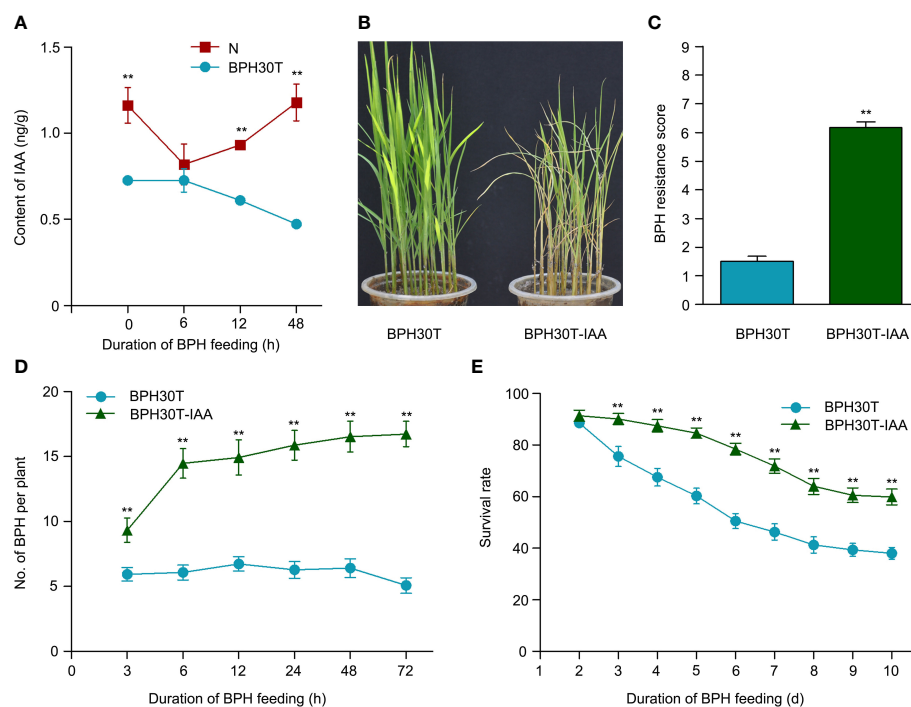 A
1.5
1.0
0.5
0
Content of IAA (ng/g)
N
BPH30T
**
**
**
0 6 12 48
Duration of BPH feeding (h)
B
BPH30T BPH30T-IAA
C
9
8
7
6
5
4
3
2
1
0
BPH resistance score
**
BPH30T BPH30T-IAA
D
20
15
10
5
0
No. of BPH per plant
BPH30T
BPH30T-IAA
** ** ** ** ** **
0 3 6 12 24 48 72
Duration of BPH feeding (h)
E
100
80
60
40
20
0
Survival rate
BPH30T
BPH30T-IAA
** ** ** ** ** ** ** **
1 2 3 4 5 6 7 8 9 10
Duration of BPH feeding (d)